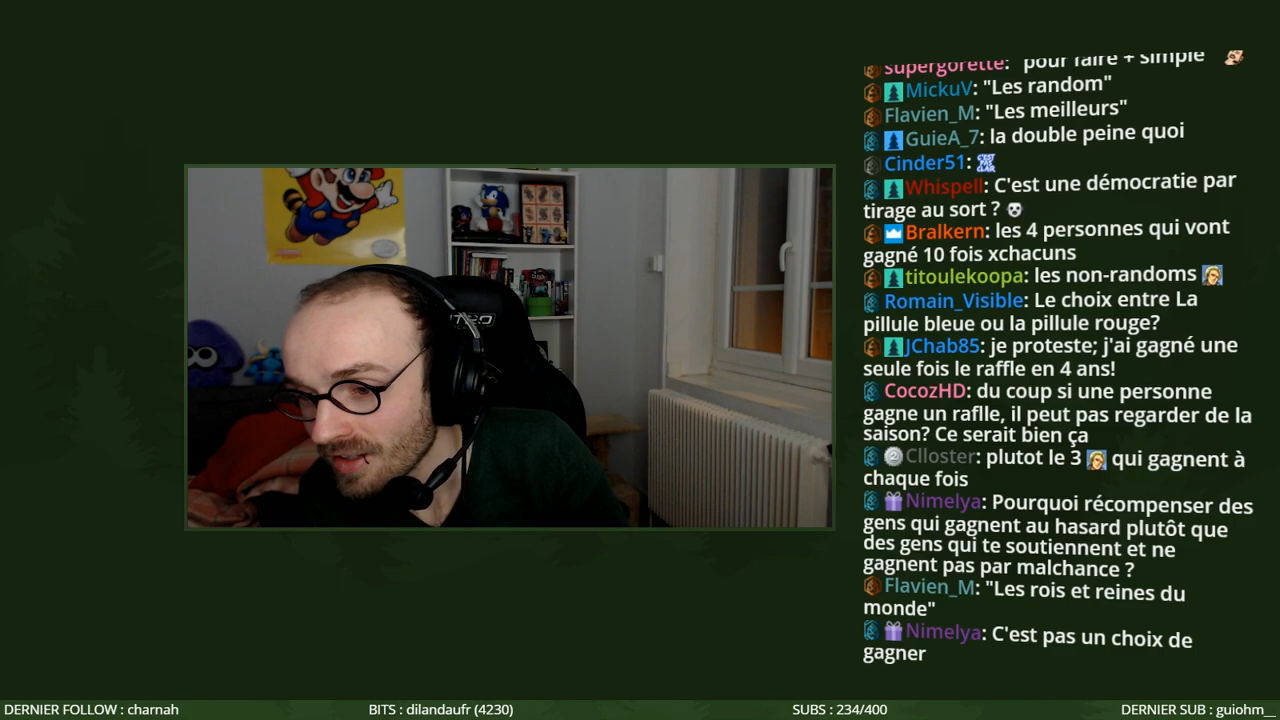 supergorette: pour faire + simple
MickuV: "Les random"
Flavien_M: "Les meilleurs"
GuieA_7: la double peine quoi
Cinder51: C'EST PAS CLAIR
Whispell: C'est une démocratie par
tirage au sort ?
Bralkern: les 4 personnes qui vont
gagné 10 fois xchacuns
titoulekoopa: les non-randoms
Romain_Visible: Le choix entre La
pillule bleue ou la pillule rouge?
JChab85: je proteste; j'ai gagné une
seule fois le raffle en 4 ans!
CocozHD: du coup si une personne
gagne un raflle, il peut pas regarder de la
saison? Ce serait bien ça
Clloster: plutot le 3 qui gagnent à
chaque fois
Nimelya: Pourquoi récompenser des
gens qui gagnent au hasard plutôt que
des gens qui te soutiennent et ne
gagnent pas par malchance ?
Flavien_M: "Les rois et reines du
monde"
Nimelya: C'est pas un choix de
gagner
DERNIER FOLLOW : charnah BITS : dilandaufr (4230) SUBS : 234/400 DERNIER SUB : guiohm__